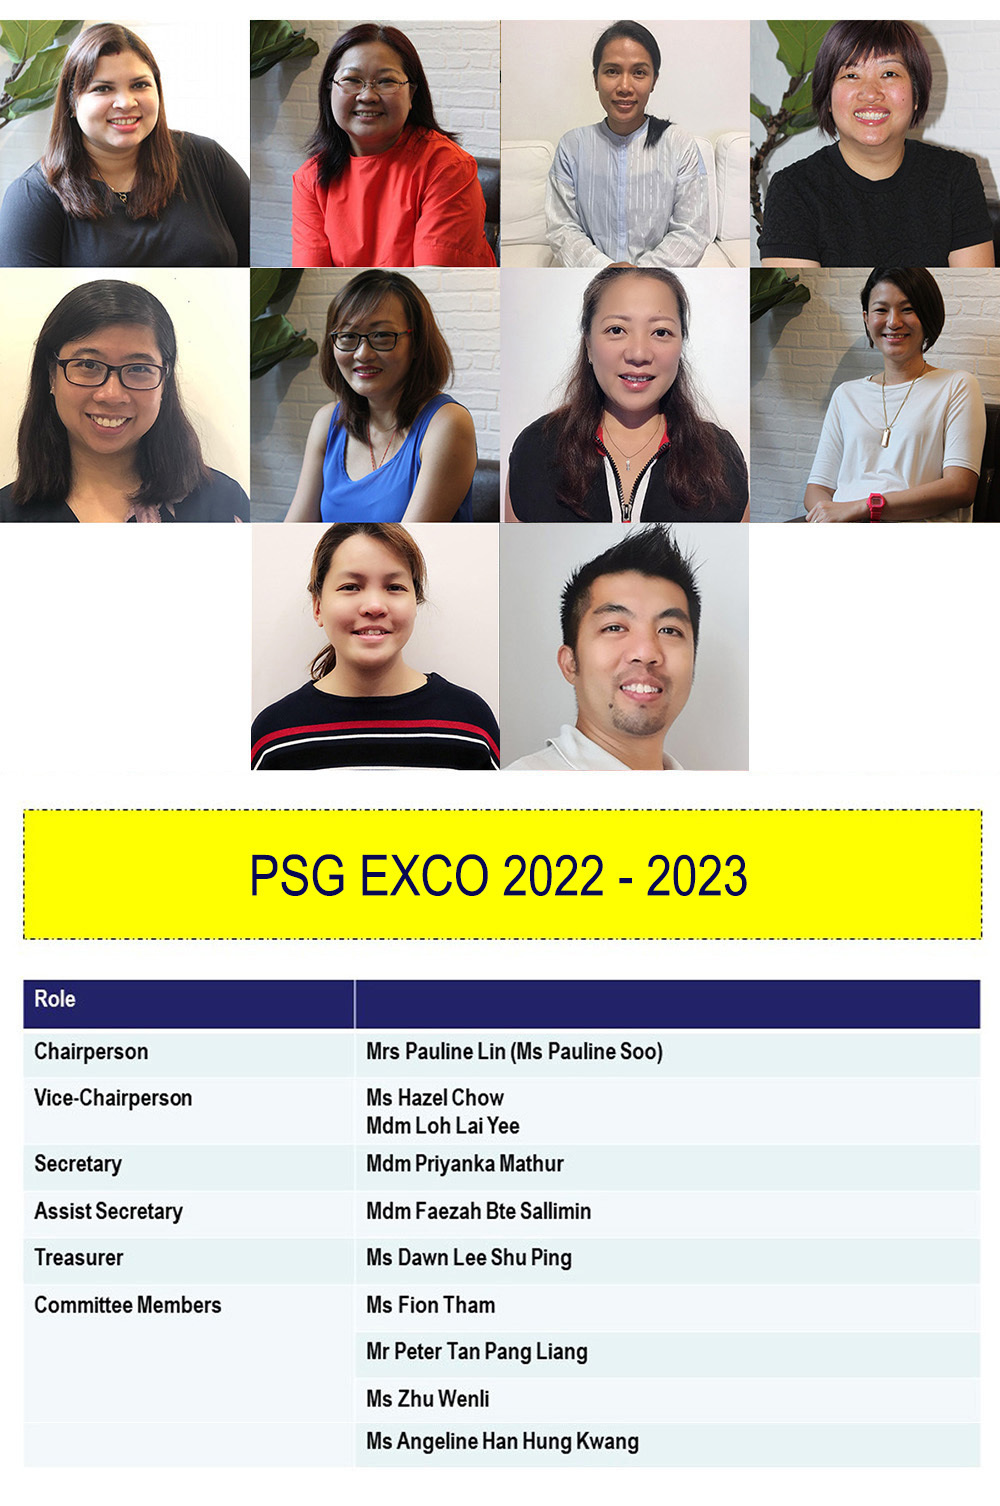 PSG EXCO 2022 - 2023
Role
Chairperson
Mrs Pauline Lin (Ms Pauline Soo)
Vice-Chairperson
Ms Hazel Chow
Mdm Loh Lai Yee
Secretary
Mdm Priyanka Mathur
Assist Secretary
Mdm Faezah Bte Sallimin
Treasurer
Ms Dawn Lee Shu Ping
Committee Members
Ms Fion Tham
Mr Peter Tan Pang Liang
Ms Zhu Wenli
Ms Angeline Han Hung Kwang